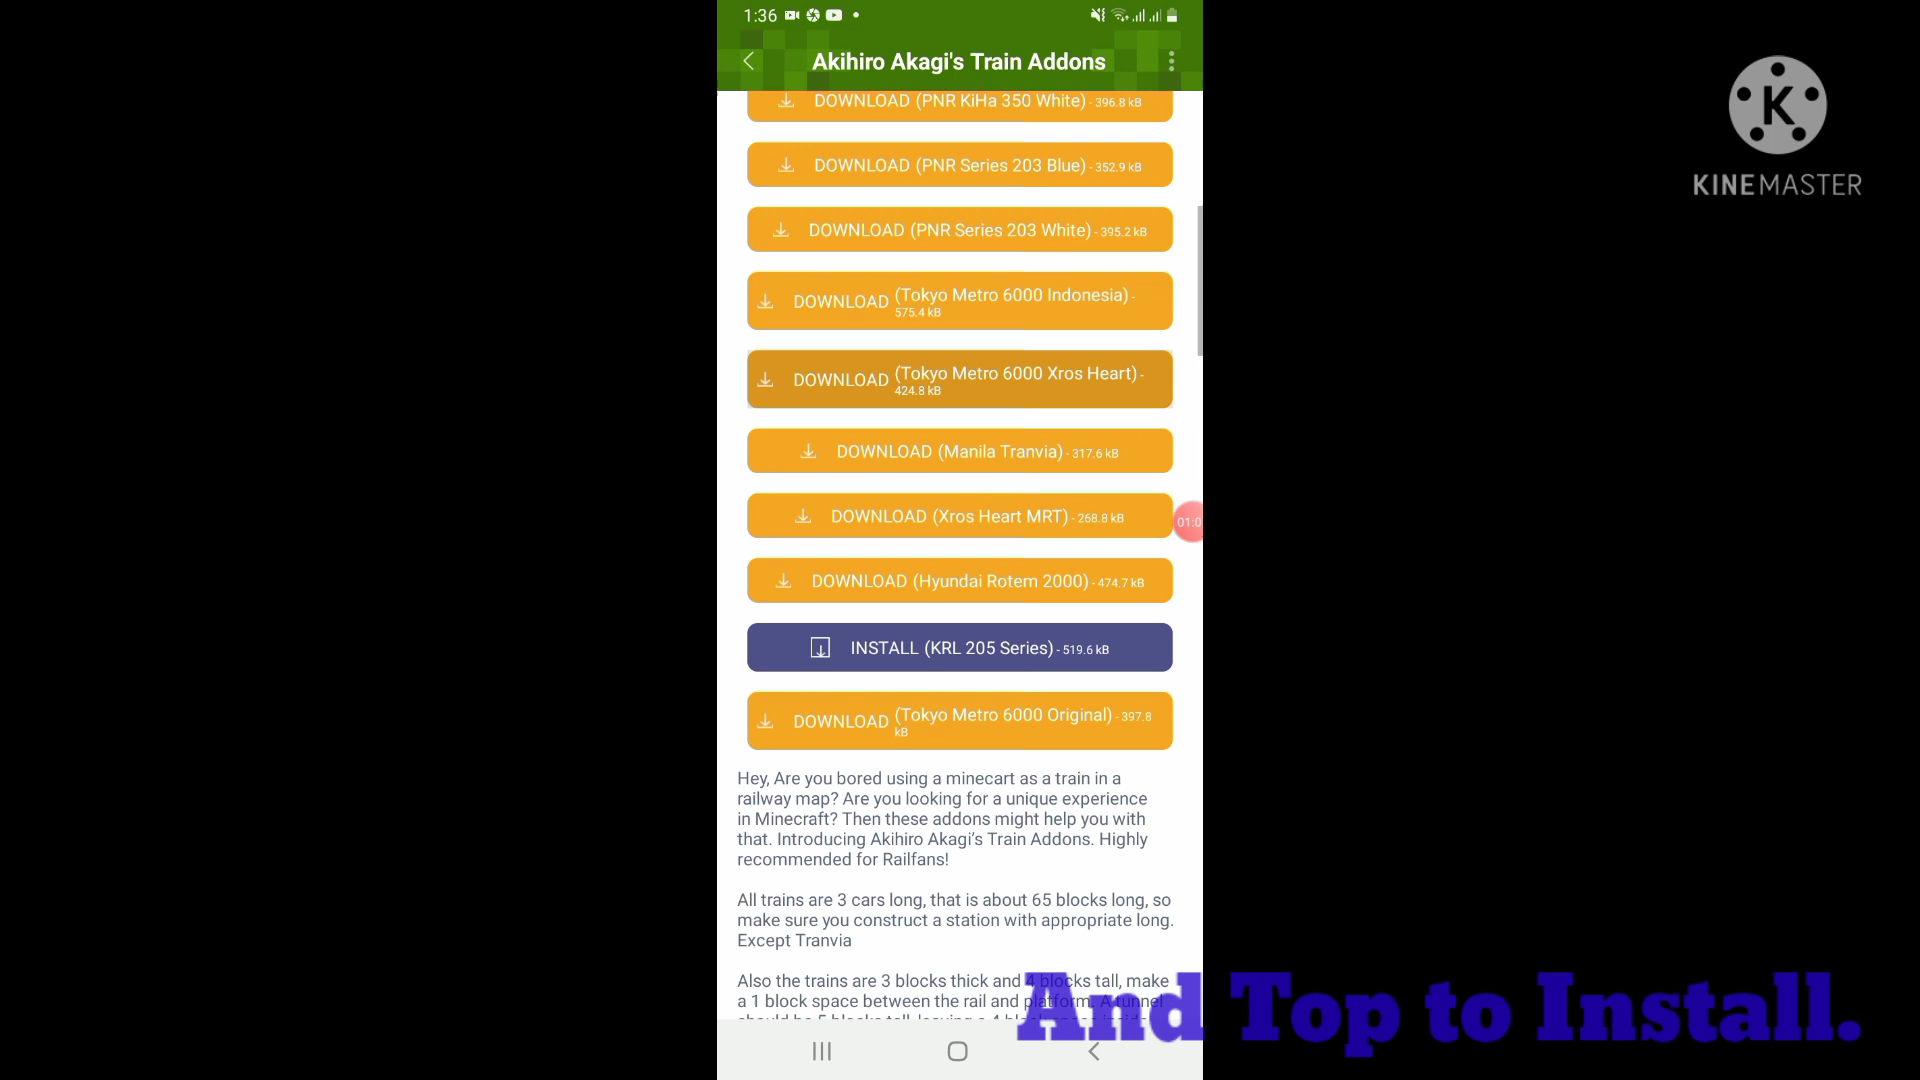 1:36
Akihiro Akagi's Train Addons
DOWNLOAD (PNR KiHa 350 White) - 396.8 kB
DOWNLOAD (PNR Series 203 Blue) - 352.9 kB
DOWNLOAD (PNR Series 203 White) - 395.2 kB
DOWNLOAD (Tokyo Metro 6000 Indonesia) -
575.4 kB
DOWNLOAD (Tokyo Metro 6000 Xros Heart) -
424.8 kB
DOWNLOAD (Manila Tranvia) - 317.6 kB
DOWNLOAD (Xros Heart MRT) - 268.8 kB
01:0
DOWNLOAD (Hyundai Rotem 2000) - 474.7 kB
INSTALL (KRL 205 Series) - 519.6 kB
DOWNLOAD (Tokyo Metro 6000 Original) - 397.8
kB
Hey, Are you bored using a minecart as a train in a
railway map? Are you looking for a unique experience
in Minecraft? Then these addons might help you with
that. Introducing Akihiro Akagi's Train Addons. Highly
recommended for Railfans!
All trains are 3 cars long, that is about 65 blocks long, so
make sure you construct a station with appropriate long.
Except Tranvia
Also the trains are 3 blocks thick and 4 blocks tall, make
a 1 block space between the rail and platform. A tunnel
And Top to Install.
K
KINEMASTER